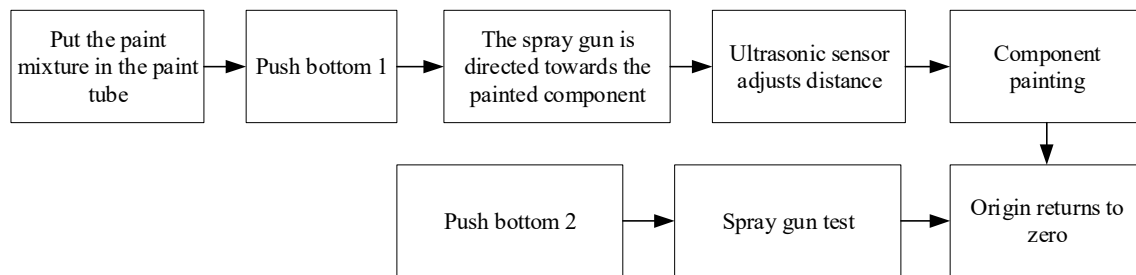 Put the paint
mixture in the paint
tube
Push bottom 1
The spray gun is
directed towards the
painted component
Ultrasonic sensor
adjusts distance
Component
painting
Push bottom 2
Spray gun test
Origin returns to
zero